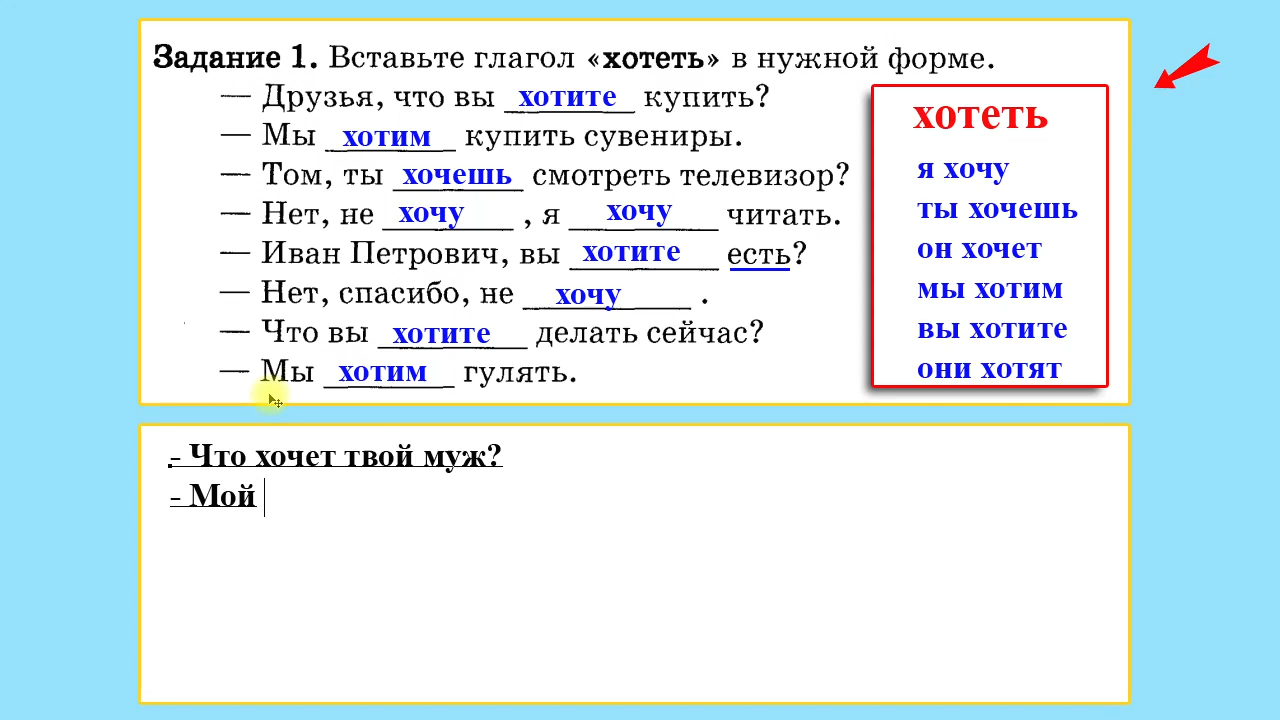 Задание 1. Вставьте глагол «хотеть» в нужной форме.
— Друзья, что вы хотите купить?
— Мы хотим купить сувениры.
— Том, ты хочешь смотреть телевизор?
— Нет, не хочу, я хочу читать.
— Иван Петрович, вы хотите есть?
— Нет, спасибо, не хочу.
— Что вы хотите делать сейчас?
— Мы хотим гулять.
хотеть
я хочу
ты хочешь
он хочет
мы хотим
вы хотите
они хотят
- Что хочет твой муж?
- Мой